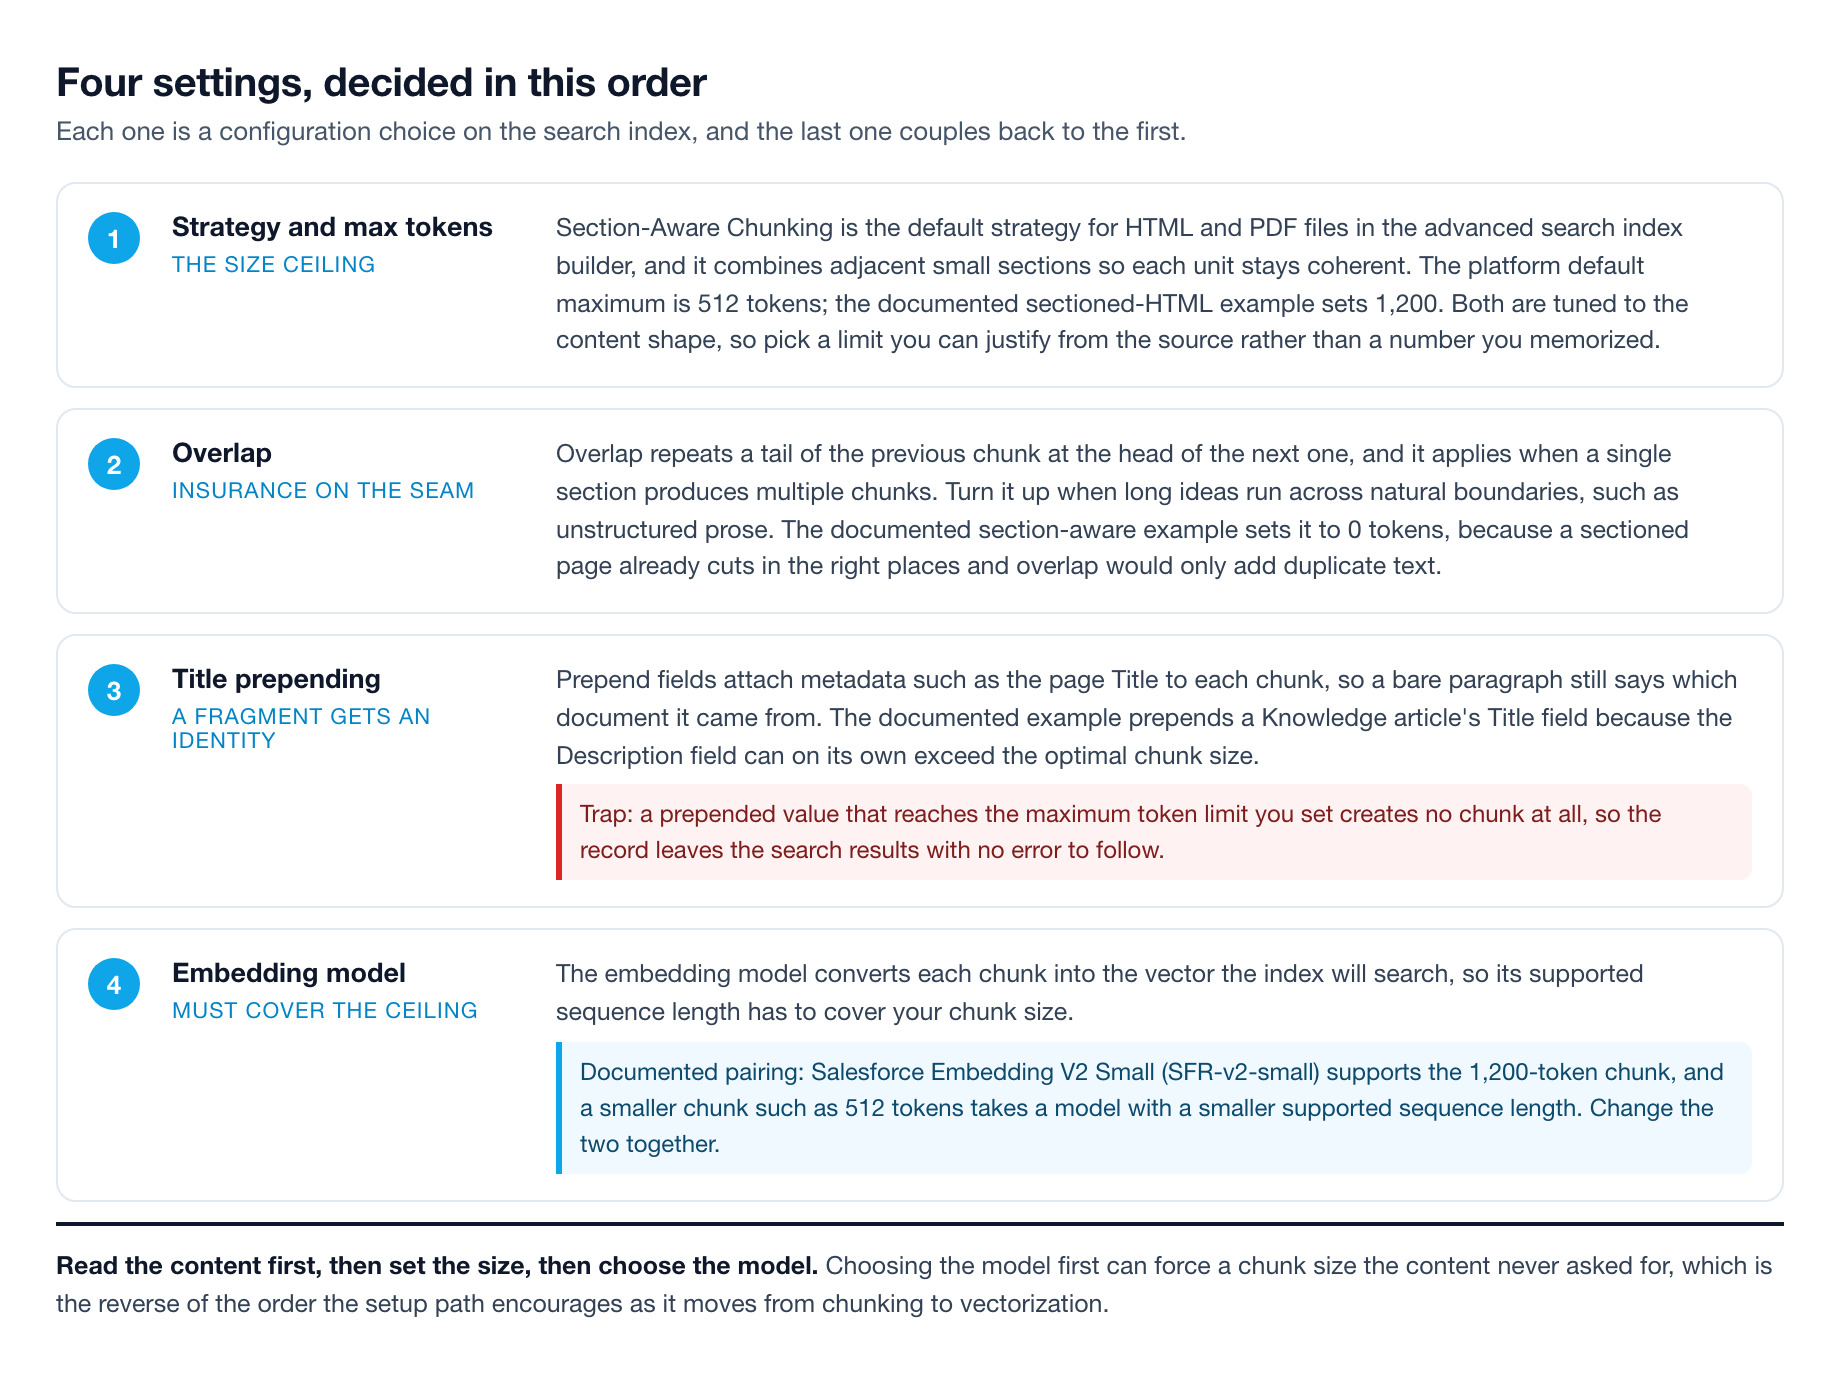 Four settings, decided in this order
Each one is a configuration choice on the search index, and the last one couples back to the first.
1
Strategy and max tokens
THE SIZE CEILING
Section-Aware Chunking is the default strategy for HTML and PDF files in the advanced search index
builder, and it combines adjacent small sections so each unit stays coherent. The platform default
maximum is 512 tokens; the documented sectioned-HTML example sets 1,200. Both are tuned to the
content shape, so pick a limit you can justify from the source rather than a number you memorized.
2
Overlap
INSURANCE ON THE SEAM
Overlap repeats a tail of the previous chunk at the head of the next one, and it applies when a single
section produces multiple chunks. Turn it up when long ideas run across natural boundaries, such as
unstructured prose. The documented section-aware example sets it to 0 tokens, because a sectioned
page already cuts in the right places and overlap would only add duplicate text.
3
Title prepending
A FRAGMENT GETS AN
IDENTITY
Prepend fields attach metadata such as the page Title to each chunk, so a bare paragraph still says which
document it came from. The documented example prepends a Knowledge article's Title field because the
Description field can on its own exceed the optimal chunk size.
Trap: a prepended value that reaches the maximum token limit you set creates no chunk at all, so the
record leaves the search results with no error to follow.
4
Embedding model
MUST COVER THE CEILING
The embedding model converts each chunk into the vector the index will search, so its supported
sequence length has to cover your chunk size.
Documented pairing: Salesforce Embedding V2 Small (SFR-v2-small) supports the 1,200-token chunk, and
a smaller chunk such as 512 tokens takes a model with a smaller supported sequence length. Change the
two together.
Read the content first, then set the size, then choose the model. Choosing the model first can force a chunk size the content never asked for, which is
the reverse of the order the setup path encourages as it moves from chunking to vectorization.